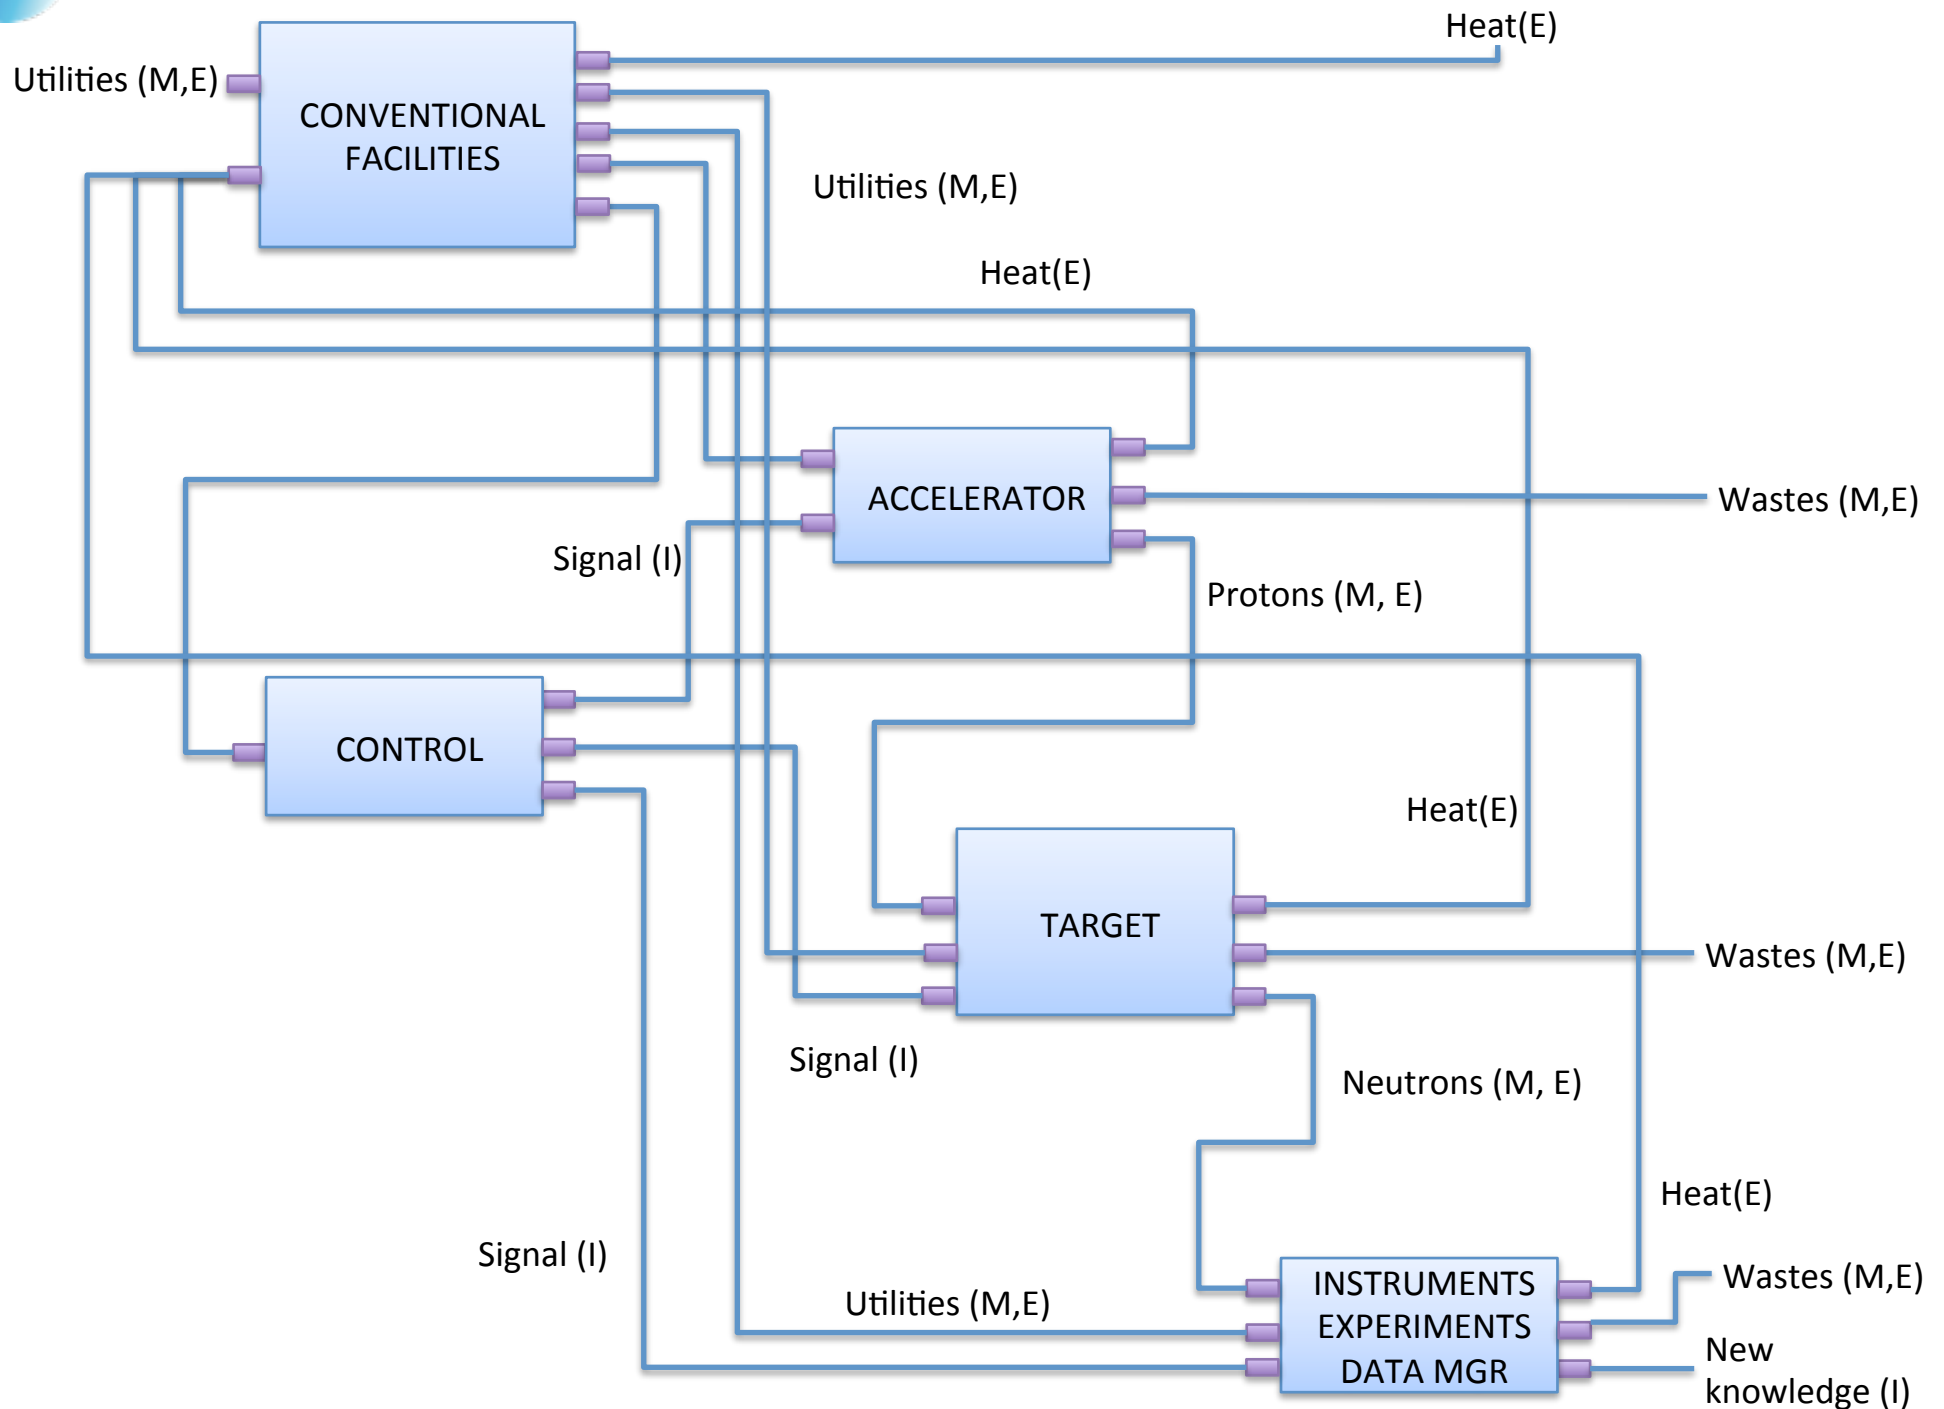 Heat(E)
Utilities (M,E)
CONVENTIONAL
FACILITIES
Utilities (M,E)
Heat(E)
ACCELERATOR
Wastes (M,E)
Signal (I)
Protons (M, E)
CONTROL
Heat(E)
TARGET
Wastes (M,E)
Signal (I)
Neutrons (M, E)
Heat(E)
Signal (I)
INSTRUMENTS
EXPERIMENTS
DATA MGR
Wastes (M,E)
Utilities (M,E)
New
knowledge (I)